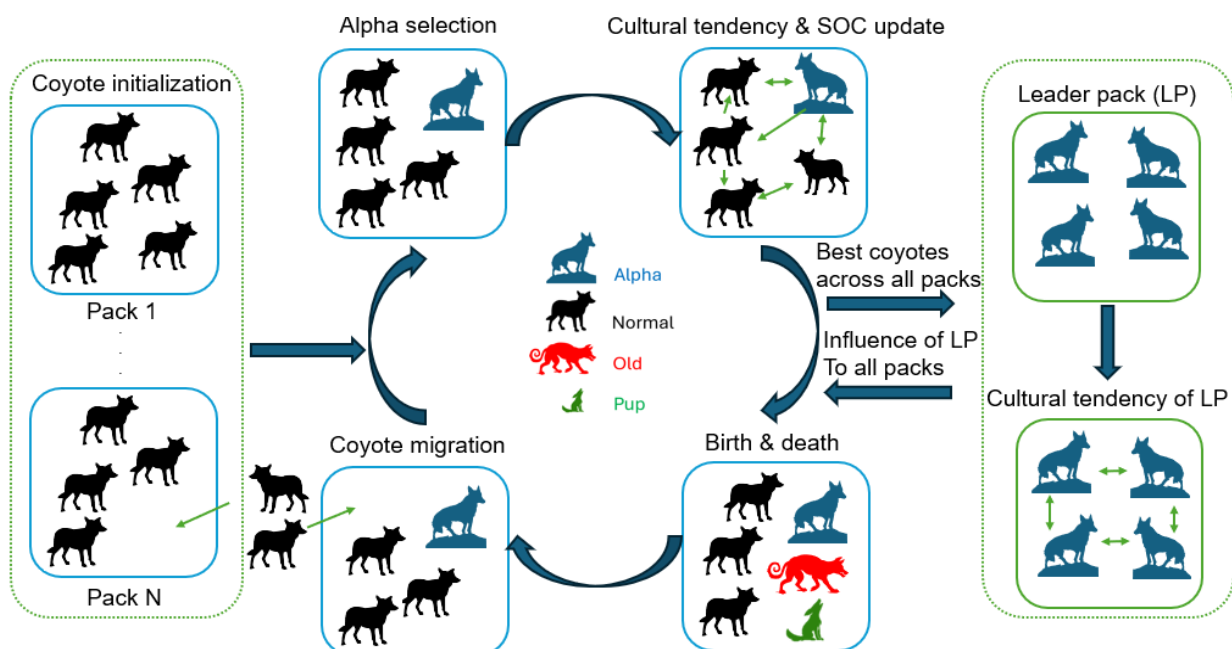 Coyote initialization
Pack 1
.
.
.
Pack N
Alpha selection
Cultural tendency & SOC update
Alpha
Normal
Old
Pup
Best coyotes
across all packs
Influence of LP
To all packs
Coyote migration
Birth & death
Leader pack (LP)
Cultural tendency of LP